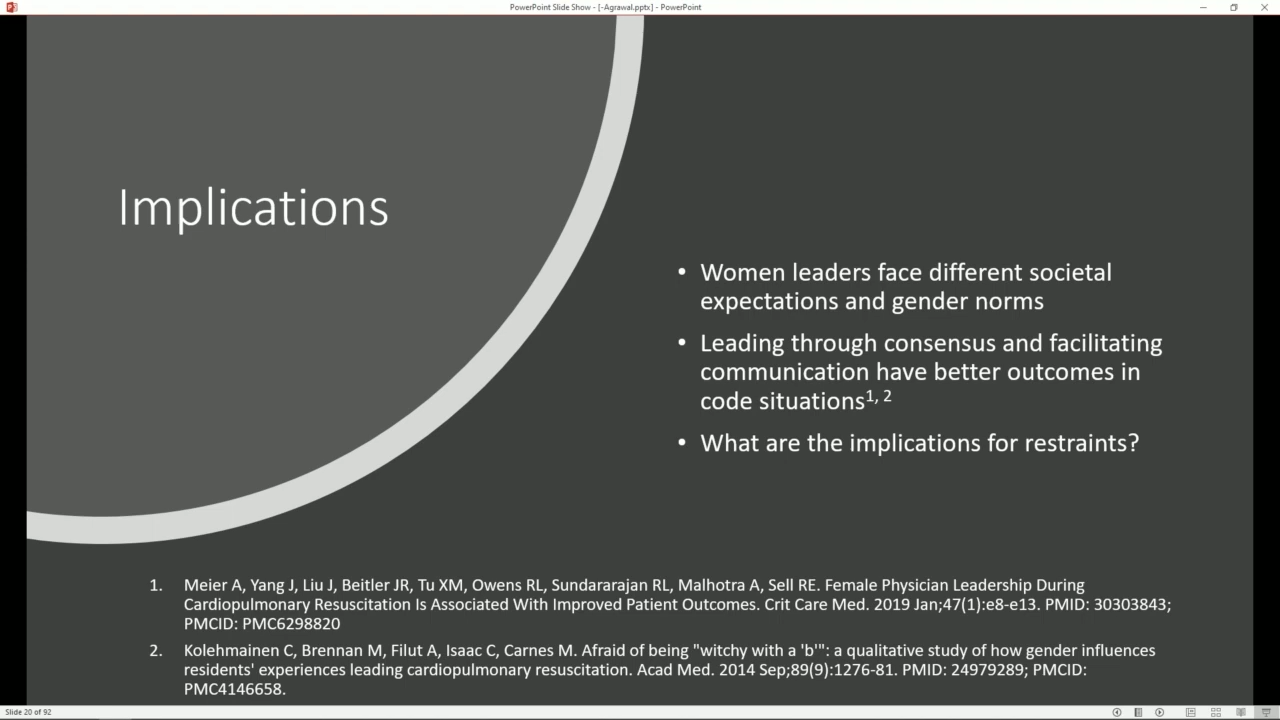 PowerPoint Slide Show - [-Agrawal.pptx] - PowerPoint
Implications
• Women leaders face different societal
expectations and gender norms
• Leading through consensus and facilitating
communication have better outcomes in
code situations1, 2
• What are the implications for restraints?
1. Meier A, Yang J, Liu J, Beitler JR, Tu XM, Owens RL, Sundararajan RL, Malhotra A, Sell RE. Female Physician Leadership During
Cardiopulmonary Resuscitation Is Associated With Improved Patient Outcomes. Crit Care Med. 2019 Jan;47(1):e8-e13. PMID: 30303843;
PMCID: PMC6298820
2. Kolehmainen C, Brennan M, Filut A, Isaac C, Carnes M. Afraid of being "witchy with a 'b'": a qualitative study of how gender influences
residents' experiences leading cardiopulmonary resuscitation. Acad Med. 2014 Sep;89(9):1276-81. PMID: 24979289; PMCID:
PMC4146658.
Slide 20 of 92